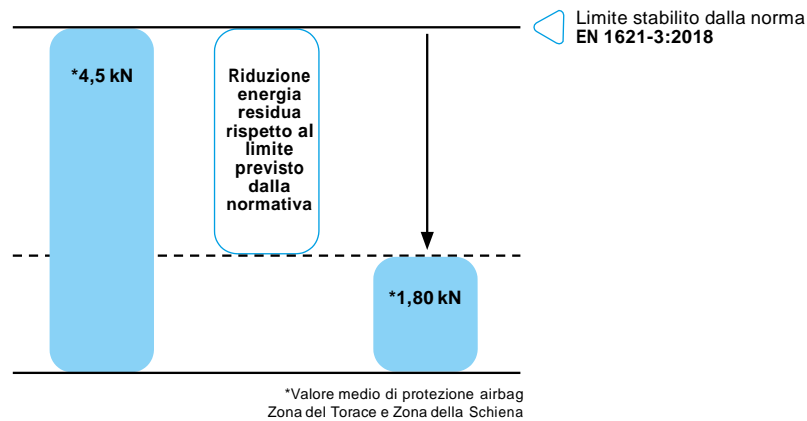 Limite stabilito dalla norma
EN 1621-3:2018
*4,5 kN
Riduzione
energia
residua
rispetto al
limite
previsto
dalla
normativa
*1,80 kN
*Valore medio di protezione airbag
Zona del Torace e Zona della Schiena